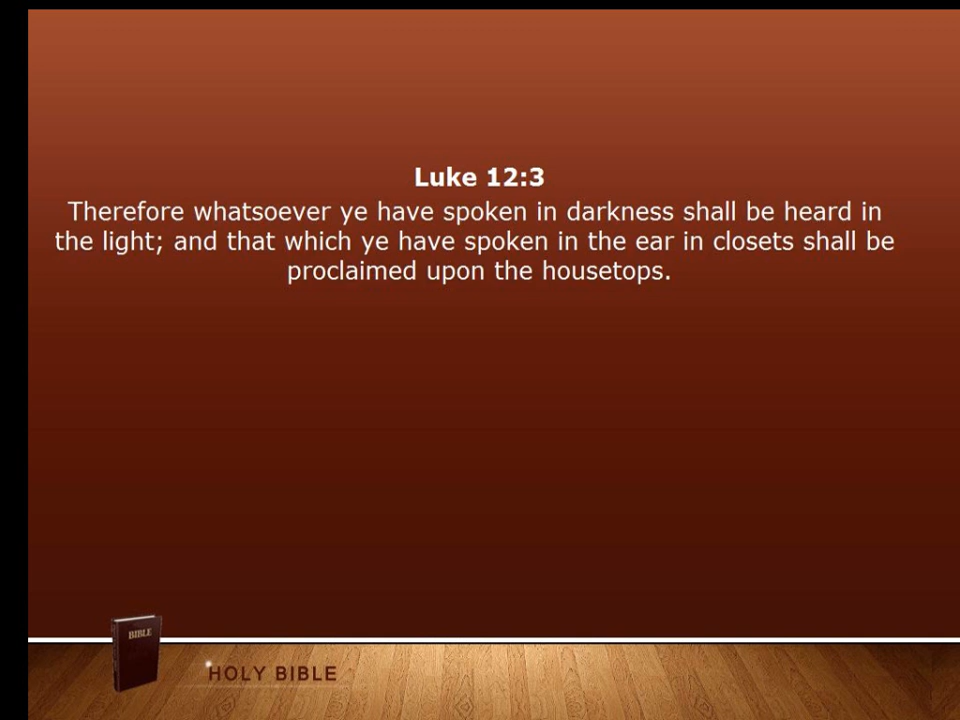 Luke 12:3
Therefore whatsoever ye have spoken in darkness shall be heard in
the light; and that which ye have spoken in the ear in closets shall be
proclaimed upon the housetops.
BIBLE
HOLY BIBLE